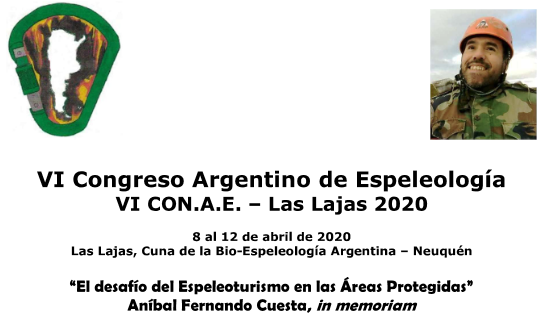 VI Congreso Argentino de Espeleología
VI CON.A.E. – Las Lajas 2020
8 al 12 de abril de 2020
Las Lajas, Cuna de la Bio-Espeleología Argentina – Neuquén
“El desafío del Espeleoturismo en las Áreas Protegidas”
Aníbal Fernando Cuesta, in memoriam